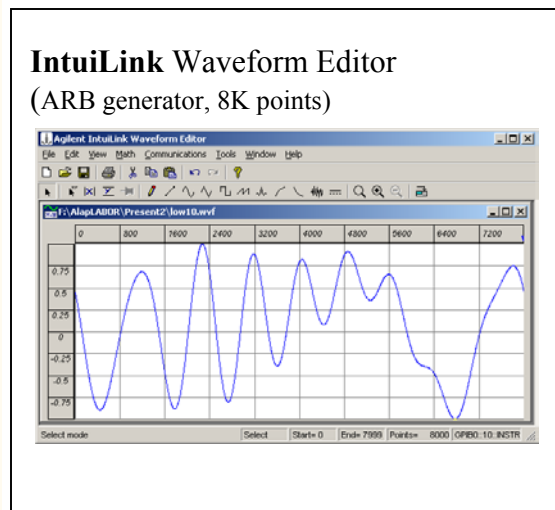 IntuiLink Waveform Editor
(ARB generator, 8K points)
Agilent IntuiLink Waveform Editor
File Edit View Math Communications Tools Window Help
f:\AlapLABOR\Present2\low10.wvf
0 800 1600 2400 3200 4000 4800 5600 6400 7200
0.75
0.5
0.25
0
-0.25
-0.5
-0.75
Select mode Select Start= 0 End= 7999 Points= 8000 GPIB0::10::INSTR